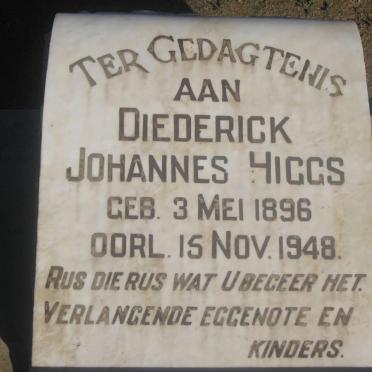 TER GEDAGTENIS
AAN
DIEDERICK
JOHANNES HIGGS
GEB. 3 MEI 1896
OORL. 15 NOV. 1948.
RUS DIE RUS WAT U BEGEER HET.
VERLANGENDE EGGENOTE EN
KINDERS.